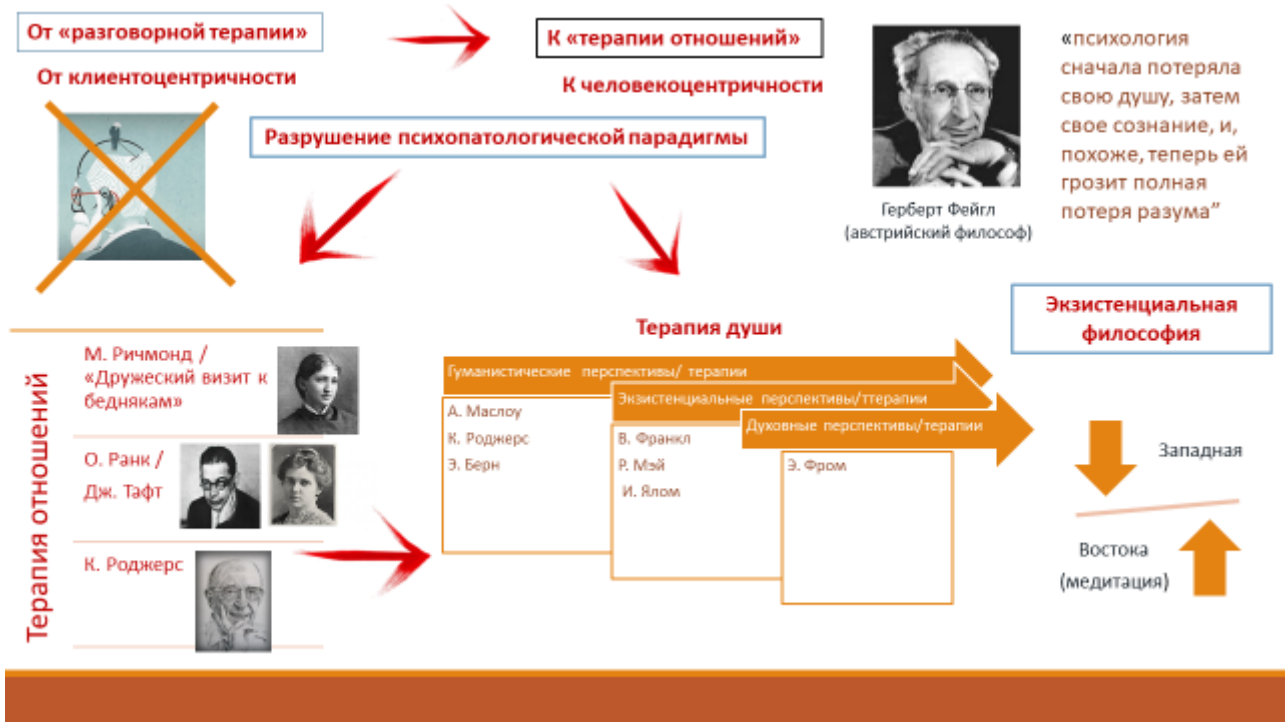 От «разговорной терапии»
К «терапии отношений»
От клиентоцентричности
К человекоцентричности
Разрушение психопатологической парадигмы
«психология
сначала потеряла
свою душу, затем
свое сознание, и,
похоже, теперь ей
грозит полная
потеря разума”
Герберт Фейгл
(австрийский философ)
Терапия отношений
М. Ричмонд /
«Дружеский визит к
беднякам»
О. Ранк /
Дж. Тафт
К. Роджерс
Терапия души
Гуманистические перспективы/ терапии
А. Маслоу
К. Роджерс
Э. Берн
Экзистенциальные перспективы/ттерапии
В. Франкл
Р. Мэй
И. Ялом
Духовные перспективы/терапии
Э. Фром
Экзистенциальная
философия
Западная
Востока
(медитация)